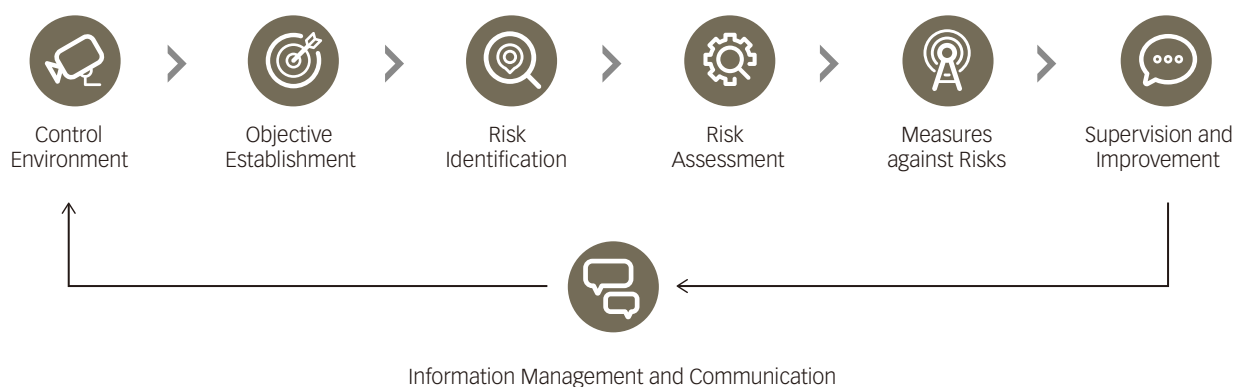 Control
Environment
Objective
Establishment
Risk
Identification
Risk
Assessment
Measures
against Risks
Supervision and
Improvement
Information Management and Communication